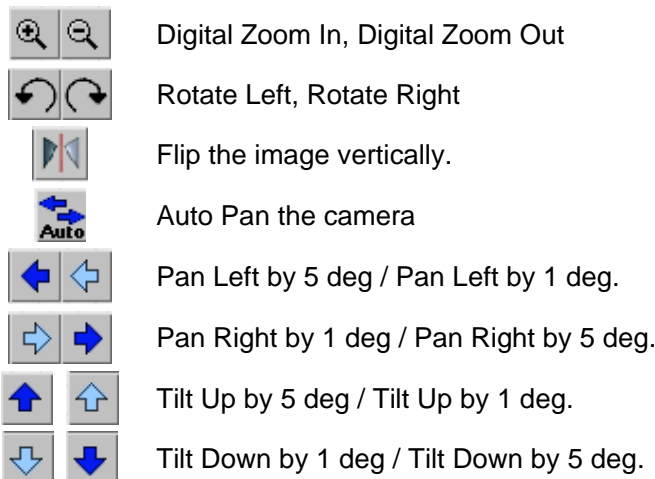 Digital Zoom In, Digital Zoom Out
Rotate Left, Rotate Right
Flip the image vertically.
Auto Auto Pan the camera
Pan Left by 5 deg / Pan Left by 1 deg.
Pan Right by 1 deg / Pan Right by 5 deg.
Tilt Up by 5 deg / Tilt Up by 1 deg.
Tilt Down by 1 deg / Tilt Down by 5 deg.